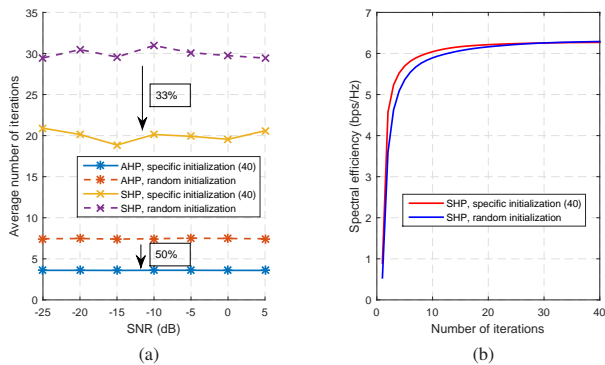 35
30
25
20
15
10
5
0
Average number of iterations
33%
AHP, specific initialization (40)
AHP, random initialization
SHP, specific initialization (40)
SHP, random initialization
50%
-25 -20 -15 -10 -5 0 5
SNR (dB)
(a)
7
6
5
4
3
2
1
0
Spectral efficiency (bps/Hz)
SHP, specific initialization (40)
SHP, random initialization
0 10 20 30 40
Number of iterations
(b)